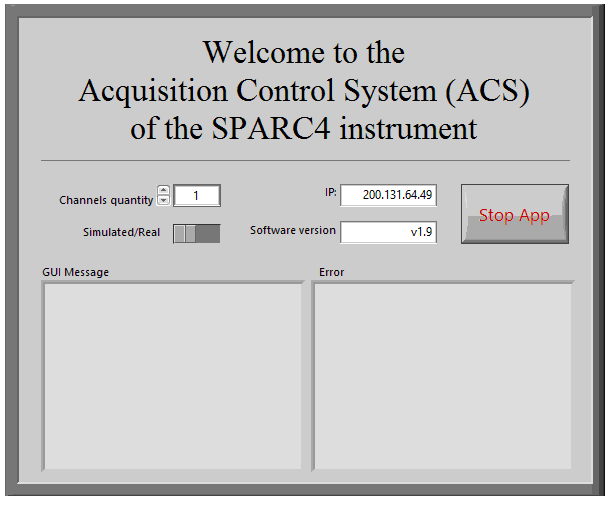 Welcome to the
Acquisition Control System (ACS)
of the SPARC4 instrument
Channels quantity 1
IP: 200.131.64.49
Stop App
Simulated/Real
Software version v1.9
GUI Message
Error